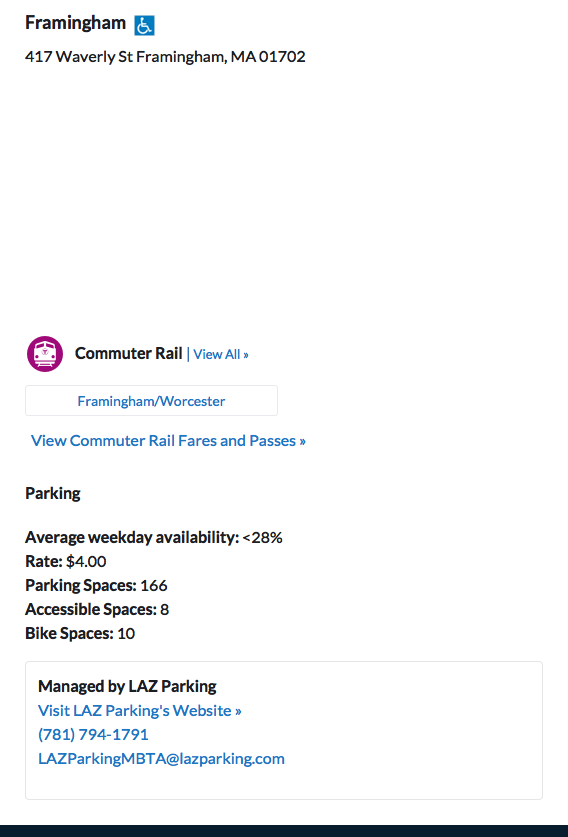 Framingham
417 Waverly St Framingham, MA 01702
Commuter Rail | View All »
Framingham/Worcester
View Commuter Rail Fares and Passes »
Parking
Average weekday availability: <28%
Rate: $4.00
Parking Spaces: 166
Accessible Spaces: 8
Bike Spaces: 10
Managed by LAZ Parking
Visit LAZ Parking's Website »
(781) 794-1791
LAZParkingMBTA@lazparking.com